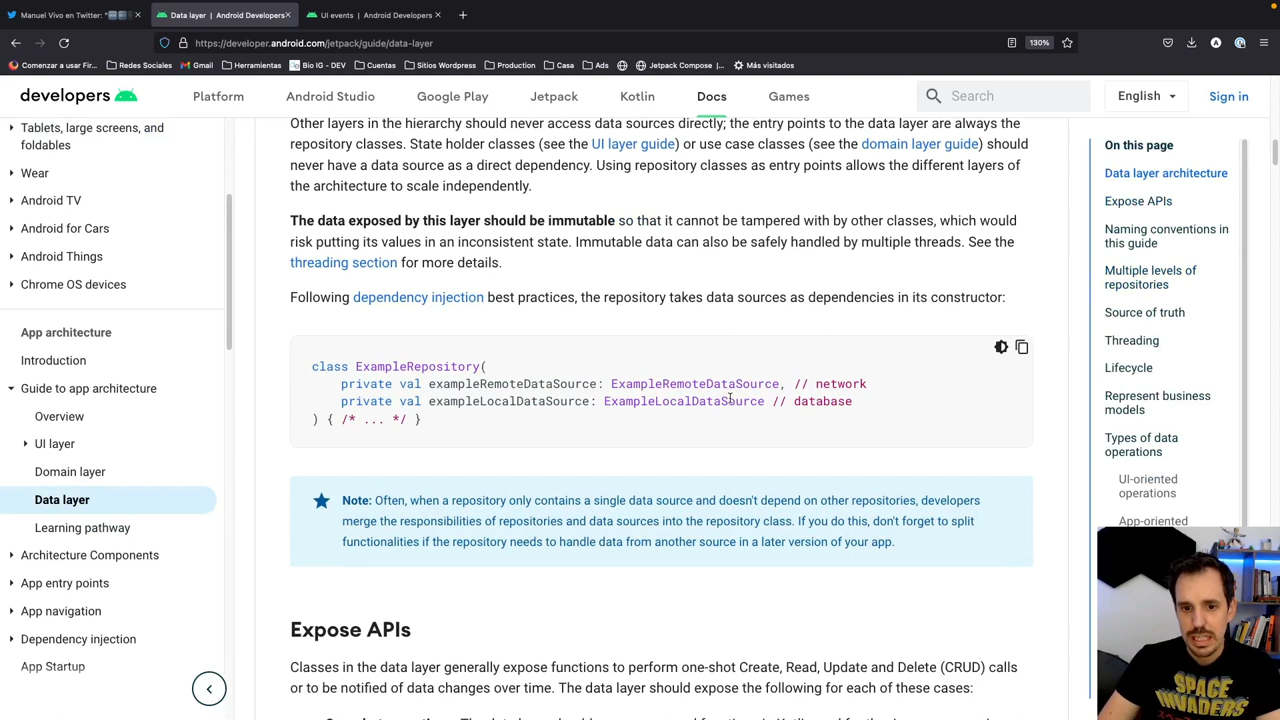 Manuel Vivo en Twitter: "
Data layer | Android Developers
UI events | Android Developers
https://developer.android.com/jetpack/guide/data-layer
130%
Comenzar a usar Fir…
Redes Sociales
Gmail
Herramientas
Bio IG - DEV
Cuentas
Sitios Wordpress
Production
Casa
Ads
Jetpack Compose |…
Más visitados
developers
Platform
Android Studio
Google Play
Jetpack
Kotlin
Docs
Games
Search
English
Sign in
Tablets, large screens, and
foldables
Wear
Android TV
Android for Cars
Android Things
Chrome OS devices
App architecture
Introduction
Guide to app architecture
Overview
UI layer
Domain layer
Data layer
Learning pathway
Architecture Components
App entry points
App navigation
Dependency injection
App Startup
Other layers in the hierarchy should never access data sources directly; the entry points to the data layer are always the
repository classes. State holder classes (see the UI layer guide) or use case classes (see the domain layer guide) should
never have a data source as a direct dependency. Using repository classes as entry points allows the different layers of
the architecture to scale independently.
The data exposed by this layer should be immutable so that it cannot be tampered with by other classes, which would
risk putting its values in an inconsistent state. Immutable data can also be safely handled by multiple threads. See the
threading section for more details.
Following dependency injection best practices, the repository takes data sources as dependencies in its constructor:
class ExampleRepository(
private val exampleRemoteDataSource: ExampleRemoteDataSource, // network
private val exampleLocalDataSource: ExampleLocalDataSource // database
) { /* ... */ }
Note: Often, when a repository only contains a single data source and doesn't depend on other repositories, developers
merge the responsibilities of repositories and data sources into the repository class. If you do this, don't forget to split
functionalities if the repository needs to handle data from another source in a later version of your app.
Expose APIs
Classes in the data layer generally expose functions to perform one-shot Create, Read, Update and Delete (CRUD) calls
or to be notified of data changes over time. The data layer should expose the following for each of these cases:
On this page
Data layer architecture
Expose APIs
Naming conventions in
this guide
Multiple levels of
repositories
Source of truth
Threading
Lifecycle
Represent business
models
Types of data
operations
UI-oriented
operations
App-oriented
SPACE
INVADERS